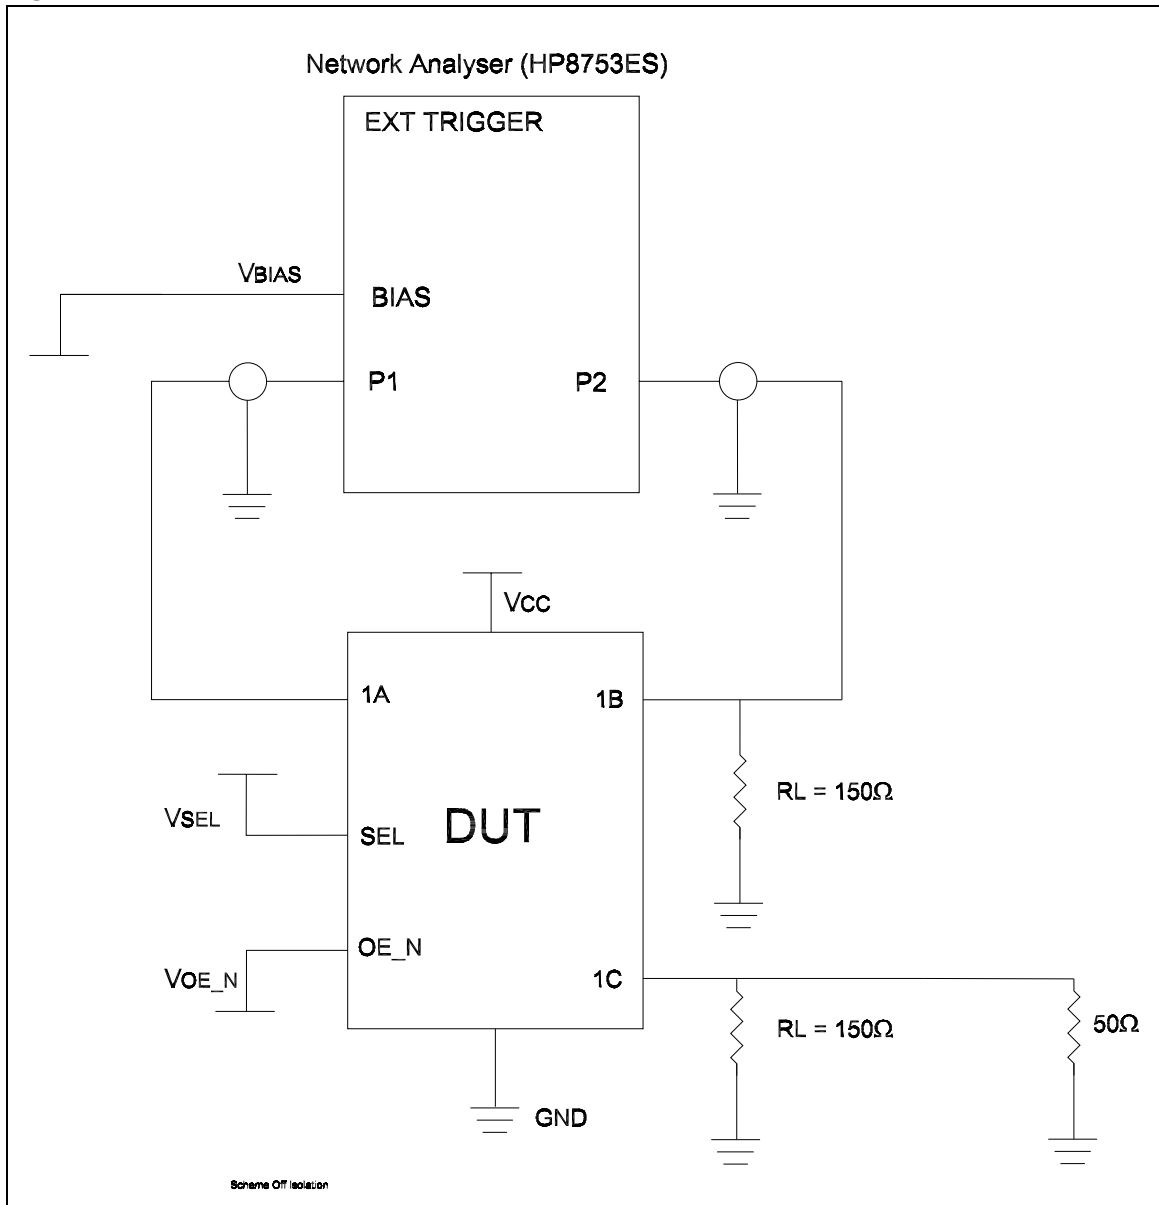 Network Analyser (HP8753ES)
EXT TRIGGER
VBIAS
BIAS
P1
P2
VCC
1A
1B
RL = 150Ω
VSEL
SEL
DUT
OE_N
VOE_N
1C
RL = 150Ω
50Ω
GND
Scheme Off Isolation